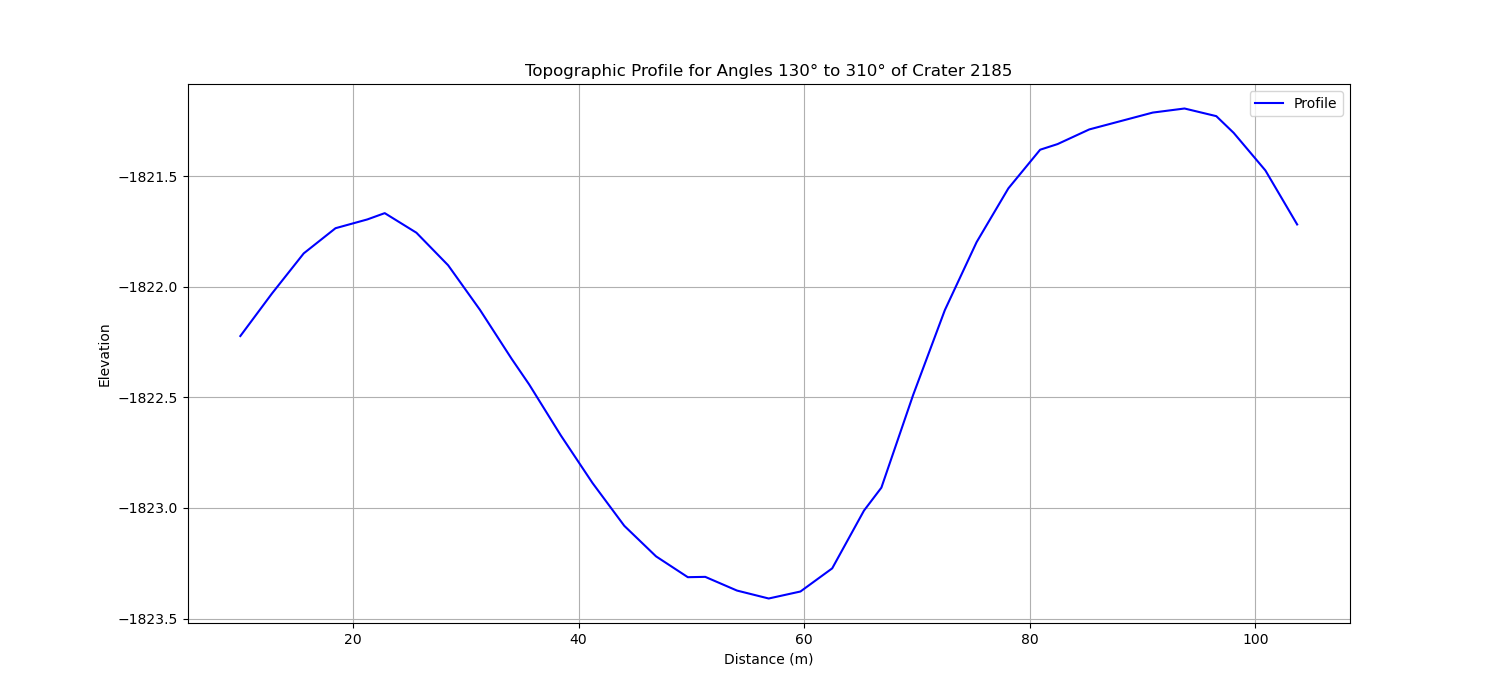 Topographic Profile for Angles 130° to 310° of Crater 2185
Profile
−1821.5
−1822.0
−1822.5
−1823.0
−1823.5
Elevation
20
40
60
80
100
Distance (m)